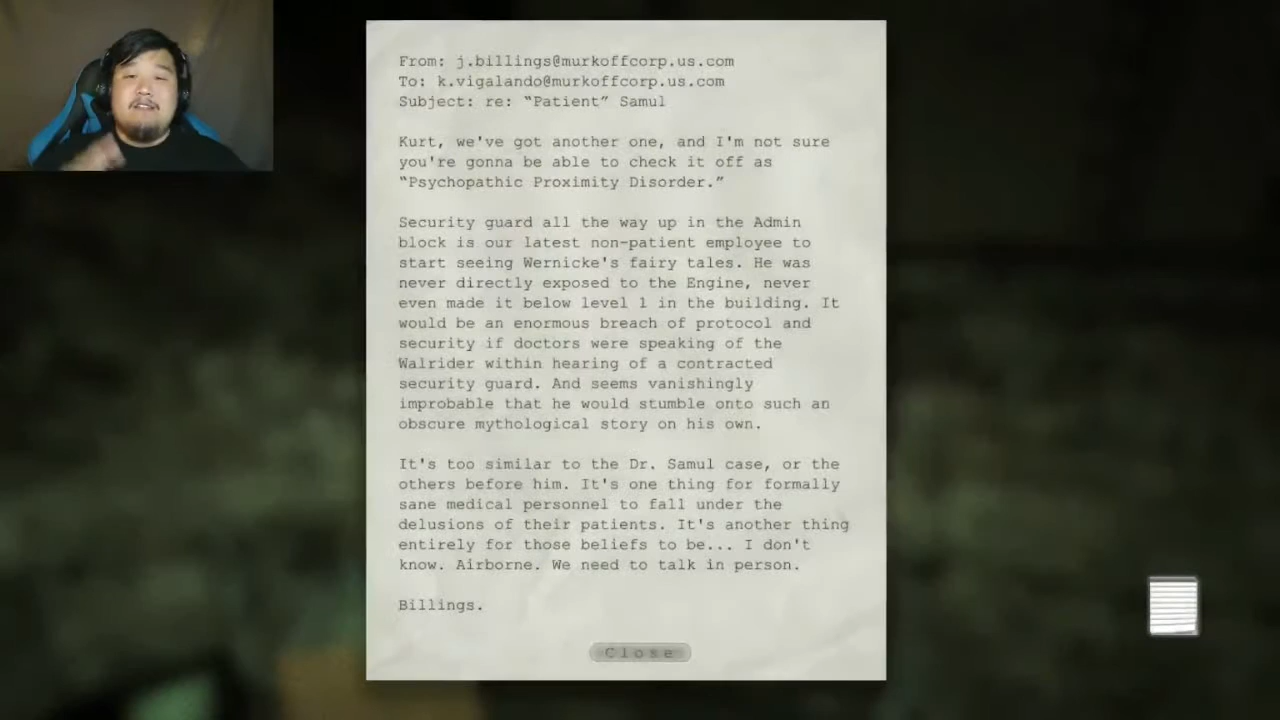 From: j.billings@murkoffcorp.us.com
To: k.vigalando@murkoffcorp.us.com
Subject: re: “Patient” Samul
Kurt, we've got another one, and I'm not sure
you're gonna be able to check it off as
“Psychopathic Proximity Disorder.”
Security guard all the way up in the Admin
block is our latest non-patient employee to
start seeing Wernicke's fairy tales. He was
never directly exposed to the Engine, never
even made it below level 1 in the building. It
would be an enormous breach of protocol and
security if doctors were speaking of the
Walrider within hearing of a contracted
security guard. And seems vanishingly
improbable that he would stumble onto such an
obscure mythological story on his own.
It's too similar to the Dr. Samul case, or the
others before him. It's one thing for formally
sane medical personnel to fall under the
delusions of their patients. It's another thing
entirely for those beliefs to be... I don't
know. Airborne. We need to talk in person.
Billings.
Close